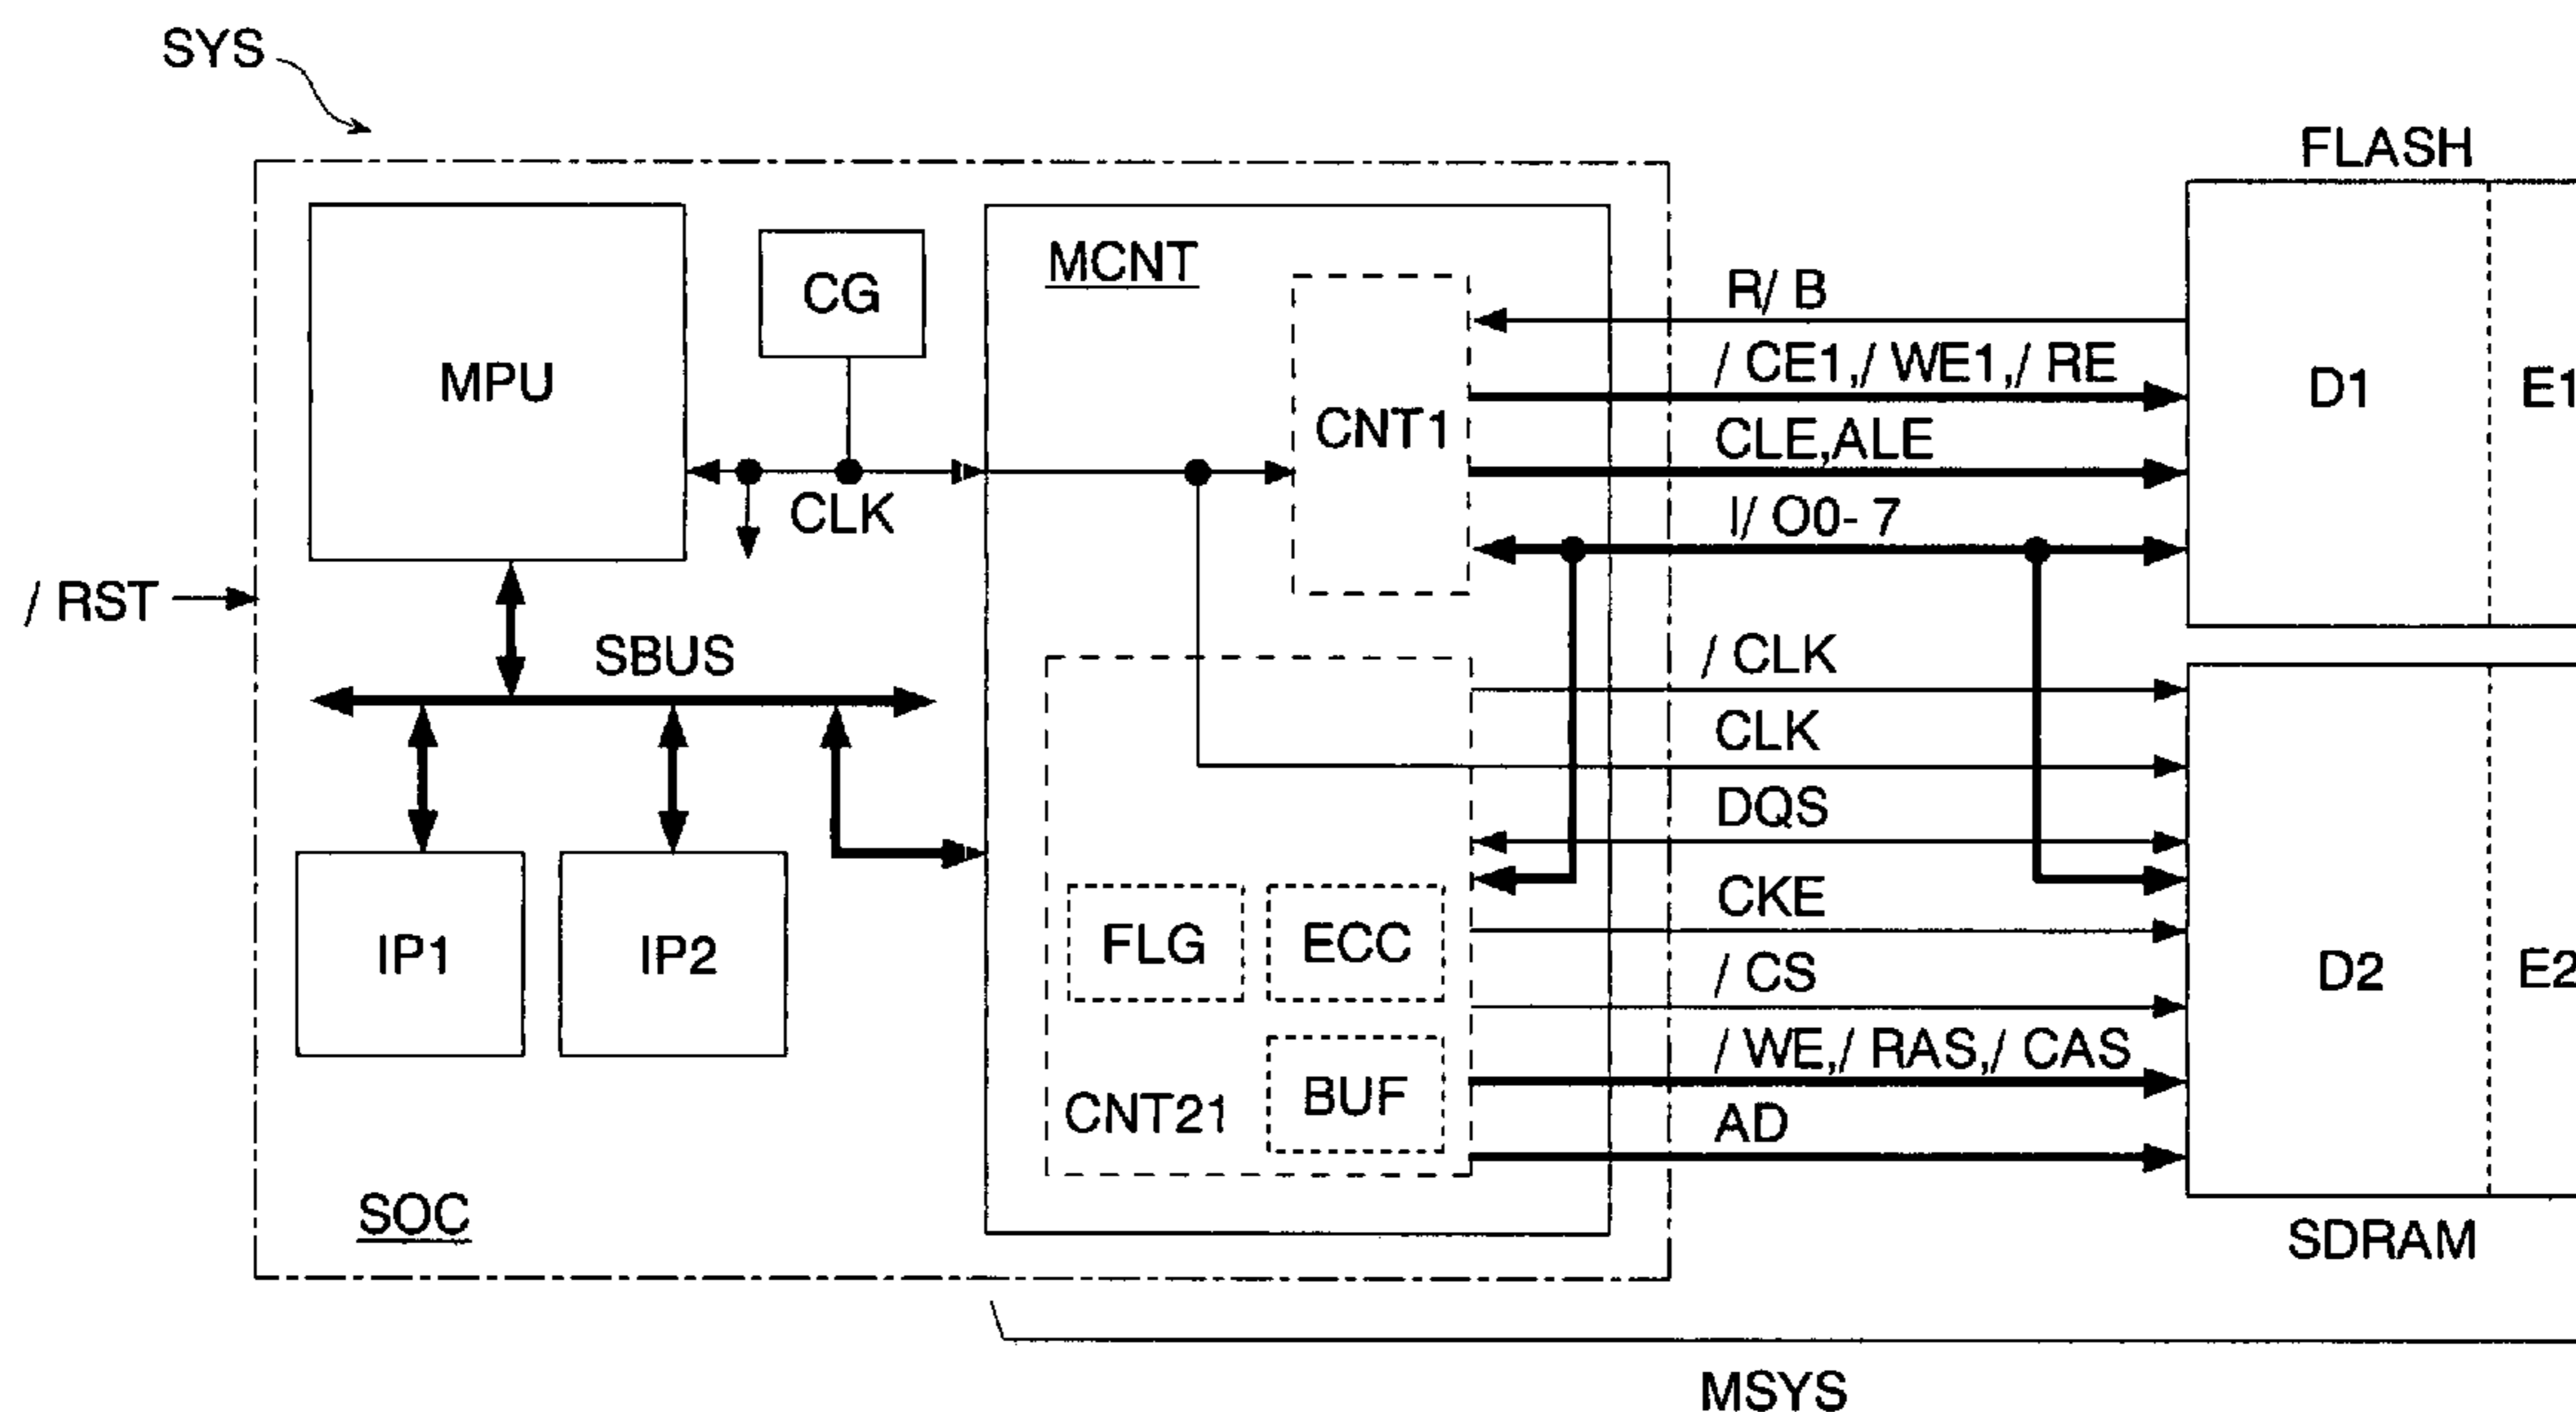 SYS
FLASH
MPU
CG
MCNT
CNT1
R/ B
/ CE1,/ WE1,/ RE
CLE,ALE
I/ O0- 7
D1
E1
CLK
/ RST
SBUS
/ CLK
CLK
DQS
CKE
/ CS
/ WE,/ RAS,/ CAS
AD
IP1
IP2
FLG
ECC
BUF
CNT21
D2
E2
SOC
SDRAM
MSYS